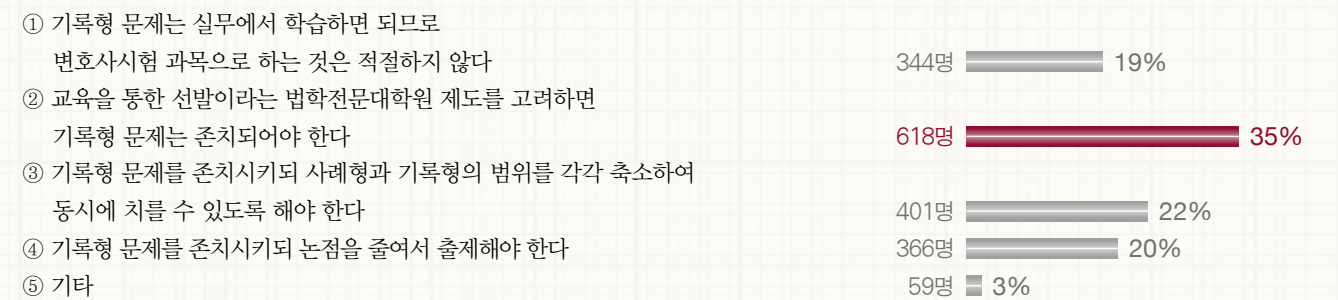 ① 기록형 문제는 실무에서 학습하면 되므로
변호사시험 과목으로 하는 것은 적절하지 않다 344명 19%
② 교육을 통한 선발이라는 법학전문대학원 제도를 고려하면
기록형 문제는 존치되어야 한다 618명 35%
③ 기록형 문제를 존치시키되 사례형과 기록형의 범위를 각각 축소하여
동시에 치를 수 있도록 해야 한다 401명 22%
④ 기록형 문제를 존치시키되 논점을 줄여서 출제해야 한다 366명 20%
⑤ 기타 59명 3%